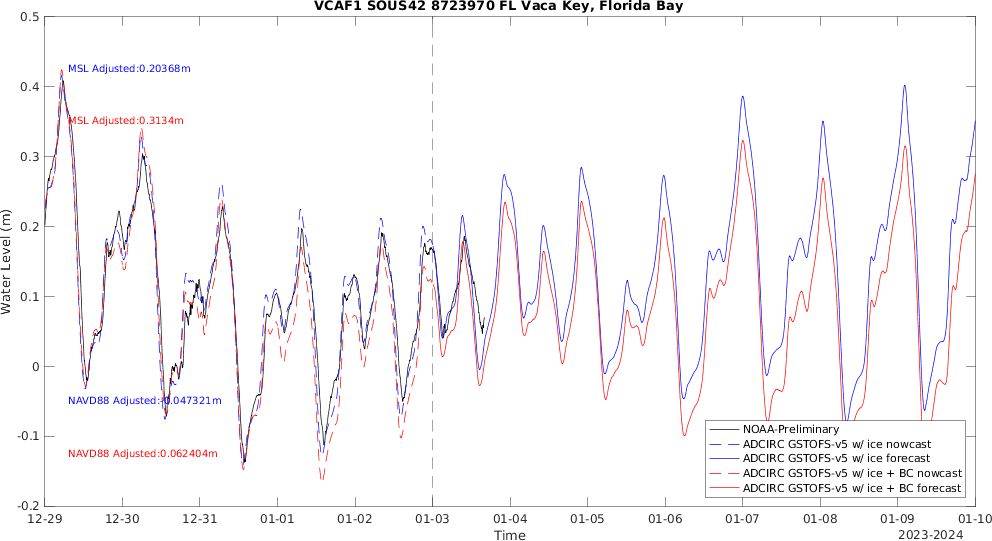 VCAF1 SOUS42 8723970 FL Vaca Key, Florida Bay
0.5
0.4
0.3
0.2
0.1
0
-0.1
-0.2
Water Level (m)
MSL Adjusted:0.20368m
MSL Adjusted:0.3134m
NAVD88 Adjusted:-0.047321m
NAVD88 Adjusted:0.062404m
NOAA-Preliminary
ADCIRC GSTOFS-v5 w/ ice nowcast
ADCIRC GSTOFS-v5 w/ ice forecast
ADCIRC GSTOFS-v5 w/ ice + BC nowcast
ADCIRC GSTOFS-v5 w/ ice + BC forecast
12-29 12-30 12-31 01-01 01-02 01-03 01-04 01-05 01-06 01-07 01-08 01-09 01-10
Time
2023-2024